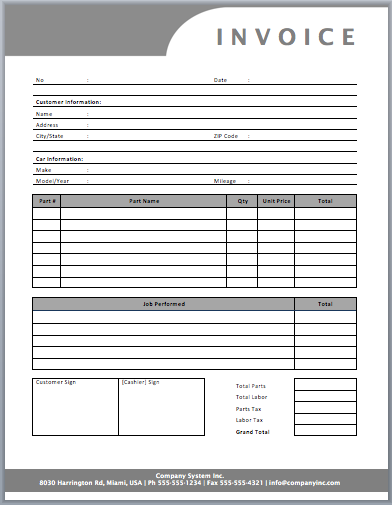 INVOICE
No : Date :
Customer Information:
Name :
Address :
City/State : ZIP Code :
Car Information:
Make :
Model/Year : Mileage :
Part # Part Name Qty Unit Price Total
Job Performed Total
Customer Sign [Cashier] Sign
Total Parts
Total Labor
Parts Tax
Labor Tax
Grand Total
Company System Inc.
8030 Harrington Rd, Miami, USA | Ph 555-555-1234 | Fax 555-555-4321 | info@companyinc.com